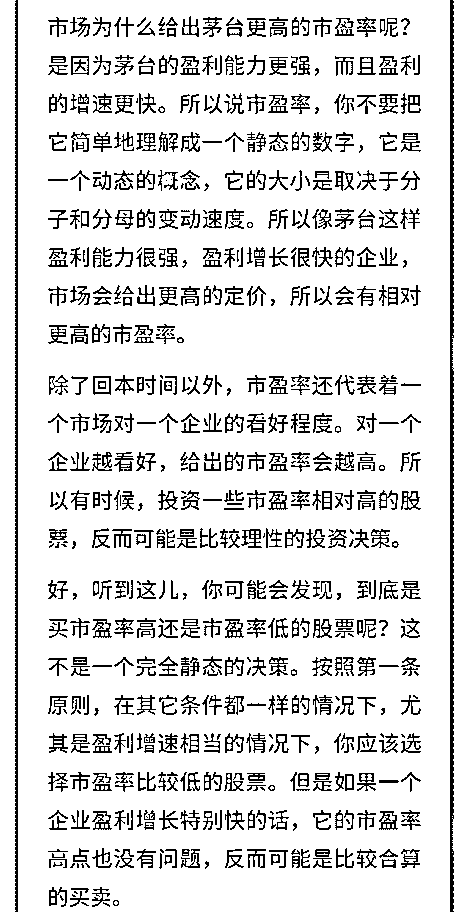 市场为什么给出茅台更高的市盈率呢？
是因为茅台的盈利能力更强，而且盈利
的增速更快。所以说市盈率，你不要把
它简单地理解成一个静态的数字，它是
一个动态的概念，它的大小是取决于分
子和分母的变动速度。所以像茅台这样
盈利能力很强，盈利增长很快的企业，
市场会给出更高的定价，所以会有相对
更高的市盈率。
除了回本时间以外，市盈率还代表着一
个市场对一个企业的看好程度。对一个
企业越看好，给出的市盈率会越高。所
以有时候，投资一些市盈率相对高的股
票，反而可能是比较理性的投资决策。
好，听到这儿，你可能会发现，到底是
买市盈率高还是市盈率低的股票呢？这
不是一个完全静态的决策。按照第一条
原则，在其它条件都一样的情况下，尤
其是盈利增速相当的情况下，你应该选
择市盈率比较低的股票。但是如果一个
企业盈利增长特别快的话，它的市盈率
高点也没有问题，反而可能是比较合算
的买卖。